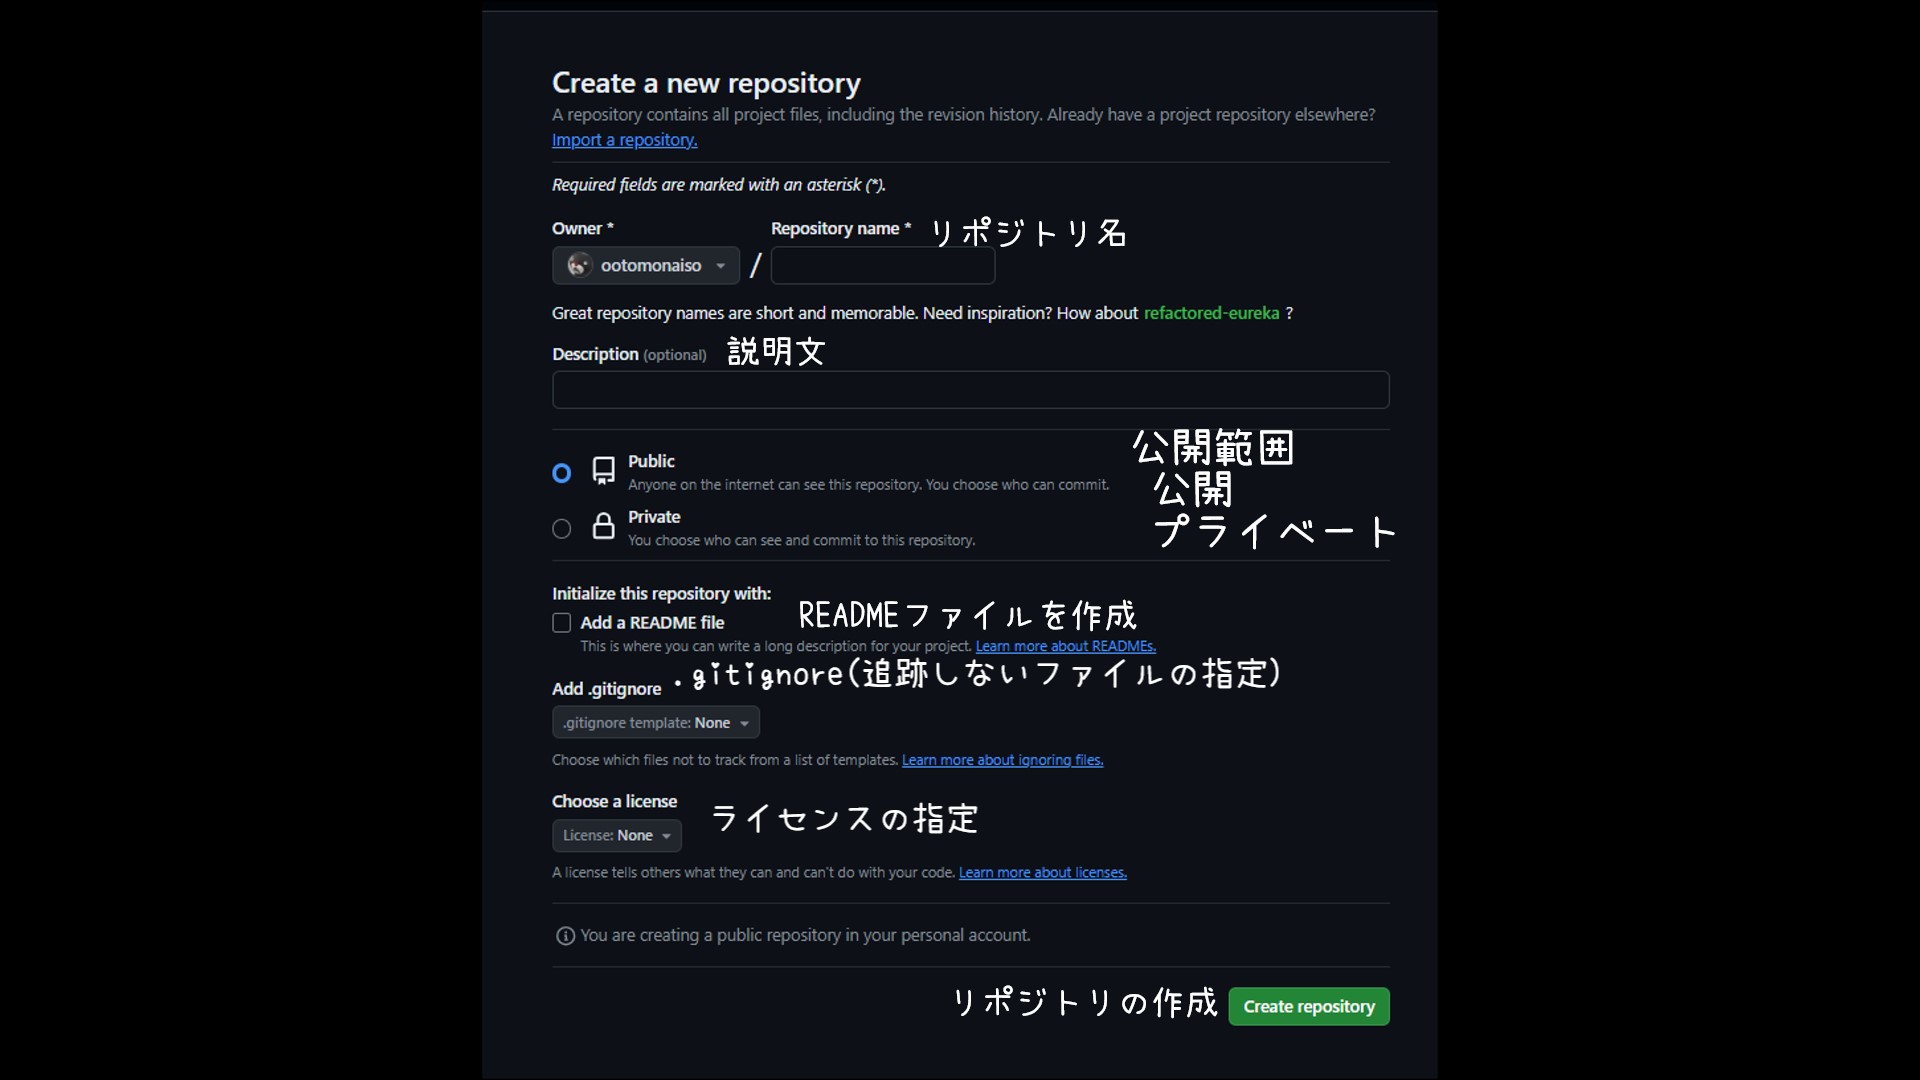 Create a new repository
A repository contains all project files, including the revision history. Already have a project repository elsewhere?
Import a repository.
Required fields are marked with an asterisk (*).
Owner * Repository name * リポジトリ名
ootomonaiso / 
Great repository names are short and memorable. Need inspiration? How about refactored-eureka ?
Description (optional) 説明文
公開範囲
Public
Anyone on the internet can see this repository. You choose who can commit. 公開
Private プライベート
You choose who can see and commit to this repository.
Initialize this repository with:
Add a README file READMEファイルを作成
This is where you can write a long description for your project. Learn more about READMEs.
Add .gitignore .gitignore(追跡しないファイルの指定)
.gitignore template: None
Choose which files not to track from a list of templates. Learn more about ignoring files.
Choose a license ライセンスの指定
License: None
A license tells others what they can and can't do with your code. Learn more about licenses.
You are creating a public repository in your personal account.
リポジトリの作成 Create repository